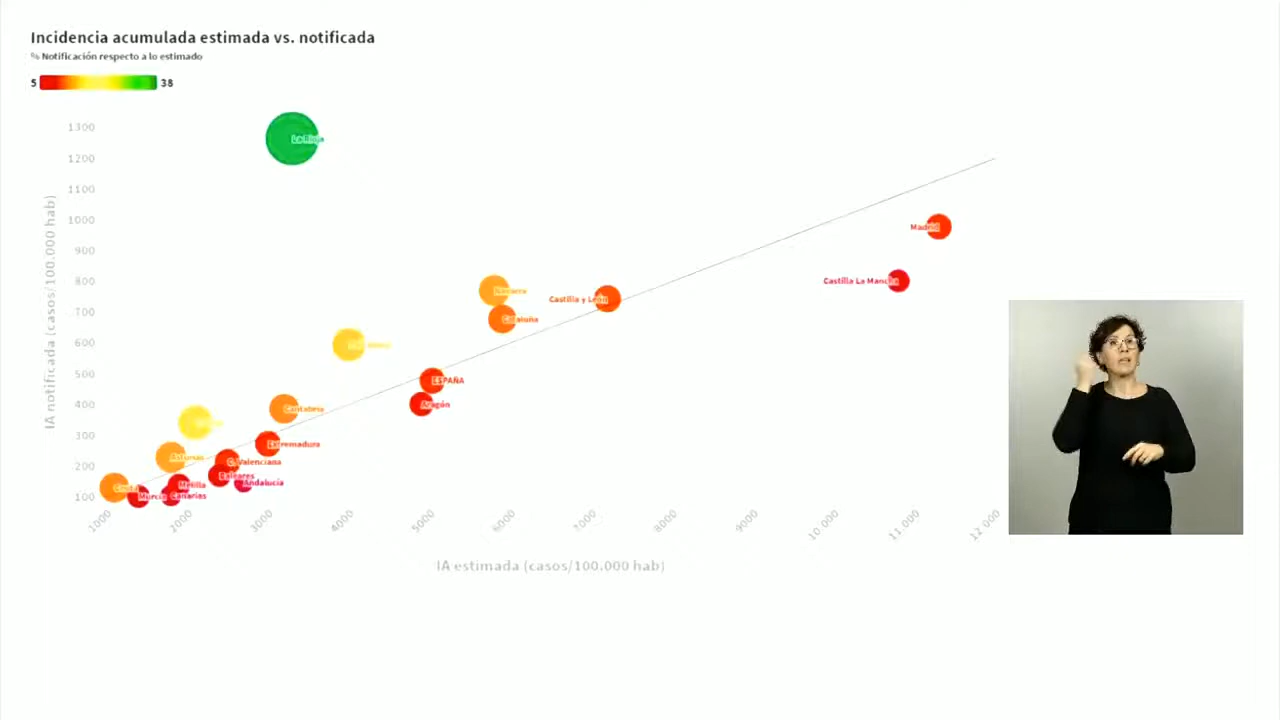 Incidencia acumulada estimada vs. notificada
% Notificación respecto a lo estimado
5 38
1300
1200
1100
1000
900
800
700
600
500
400
300
200
100
IA notificada (casos/100.000 hab)
La Rioja
Madrid
Castilla La Mancha
Navarra
Castilla y León
Cataluña
ESPAÑA
Aragón
Cantabria
Extremadura
Asturias
C. Valenciana
Baleares
Andalucía
Melilla
Ceuta
Murcia
Canarias
1000
2000
3000
4000
5000
6000
7000
8000
9000
10 000
11 000
12 000
IA estimada (casos/100.000 hab)